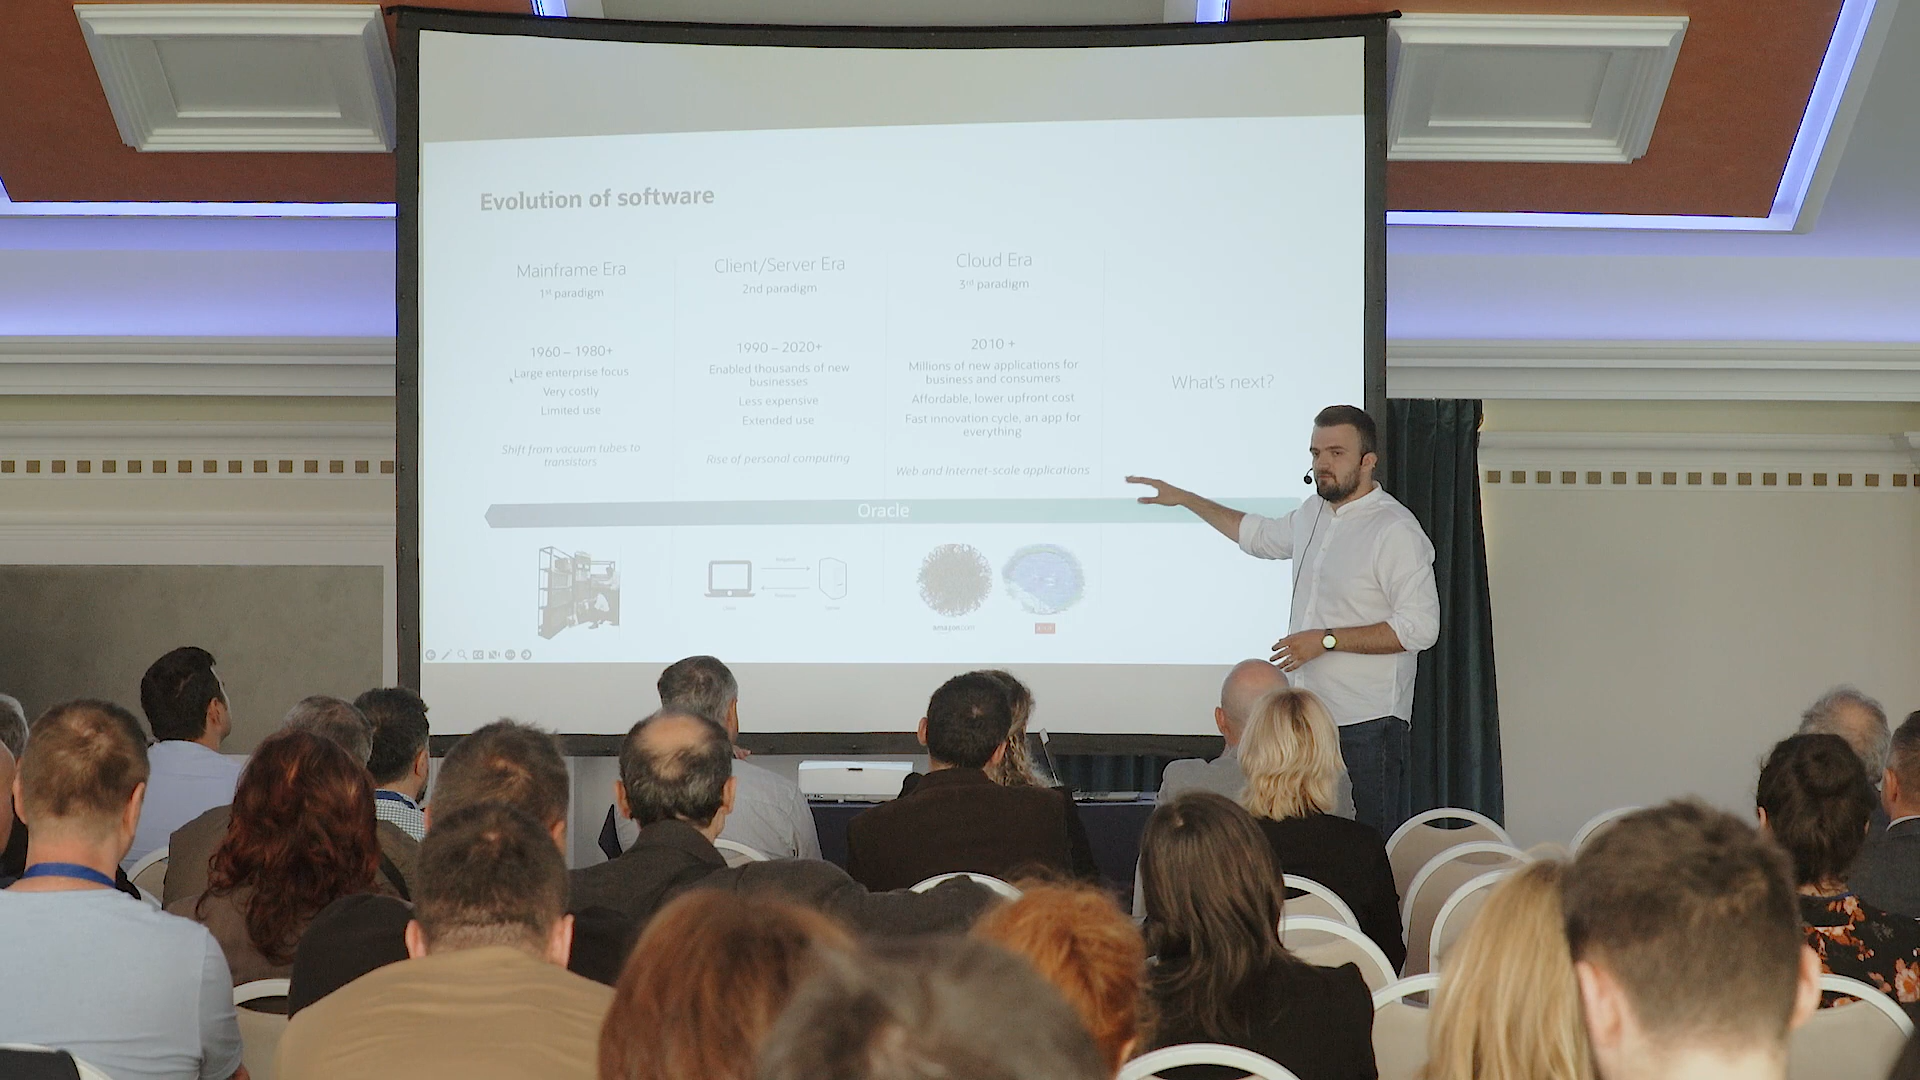 Evolution of software
Mainframe Era
1st paradigm
1960 – 1980+
Large enterprise focus
Very costly
Limited use
Shift from vacuum tubes to
transistors
Client/Server Era
2nd paradigm
1990 – 2020+
Enabled thousands of new
businesses
Less expensive
Extended use
Rise of personal computing
Cloud Era
3rd paradigm
2010 +
Millions of new applications for
business and consumers
Affordable, lower upfront cost
Fast innovation cycle, an app for
everything
Web and Internet-scale applications
What's next?
Oracle